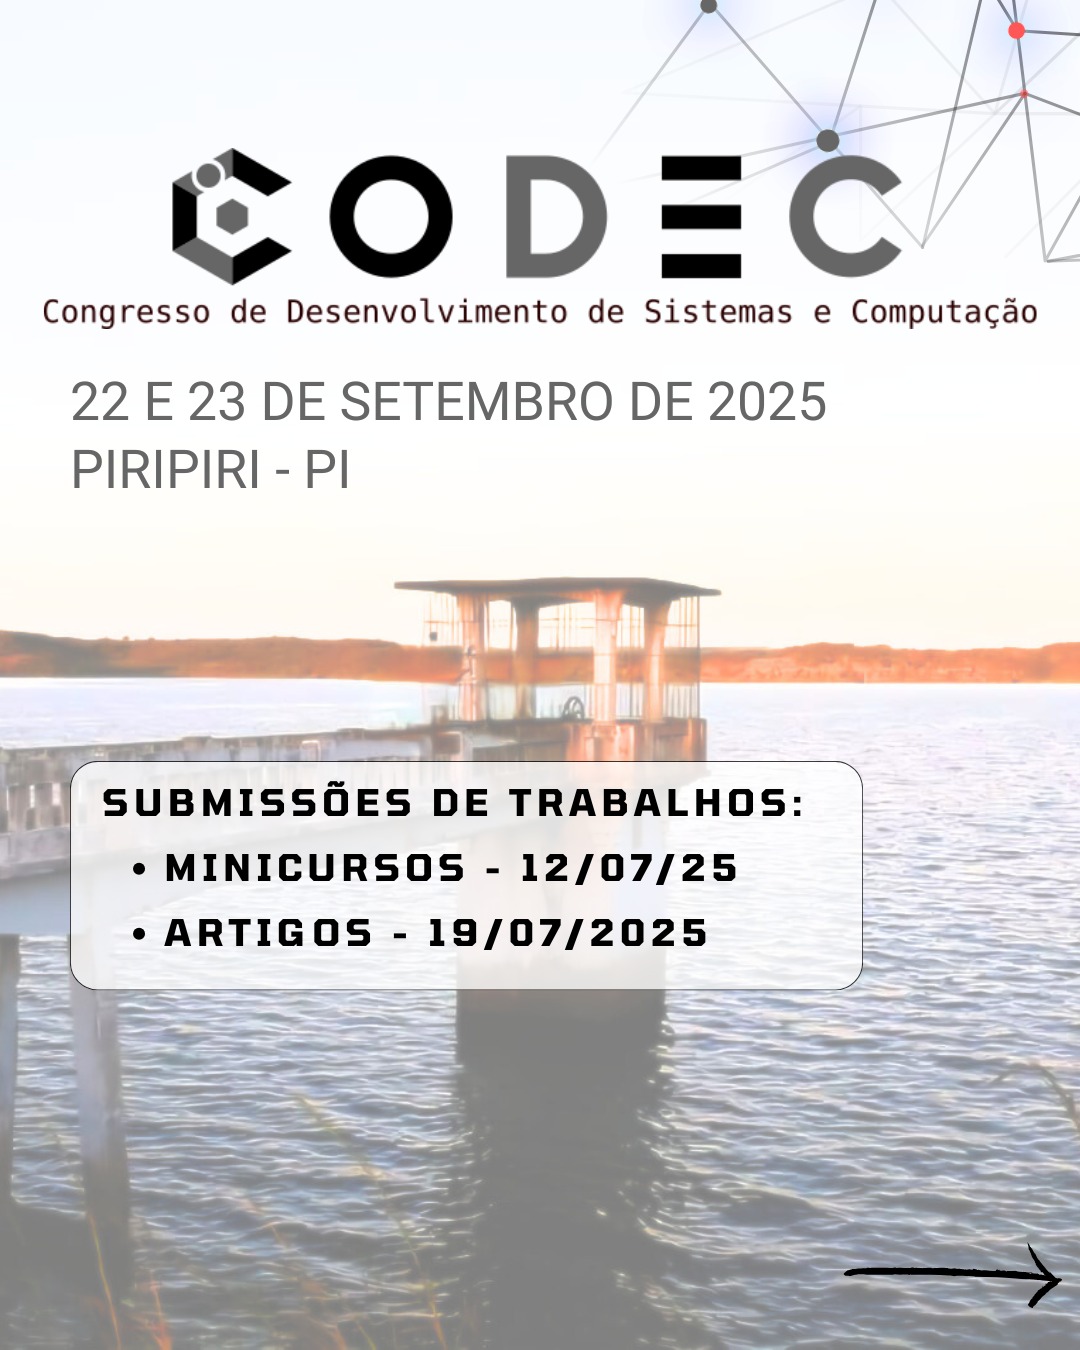 CODEC
Congresso de Desenvolvimento de Sistemas e Computação
22 E 23 DE SETEMBRO DE 2025
PIRIPIRI - PI
SUBMISSÕES DE TRABALHOS:
• MINICURSOS - 12/07/25
• ARTIGOS - 19/07/2025